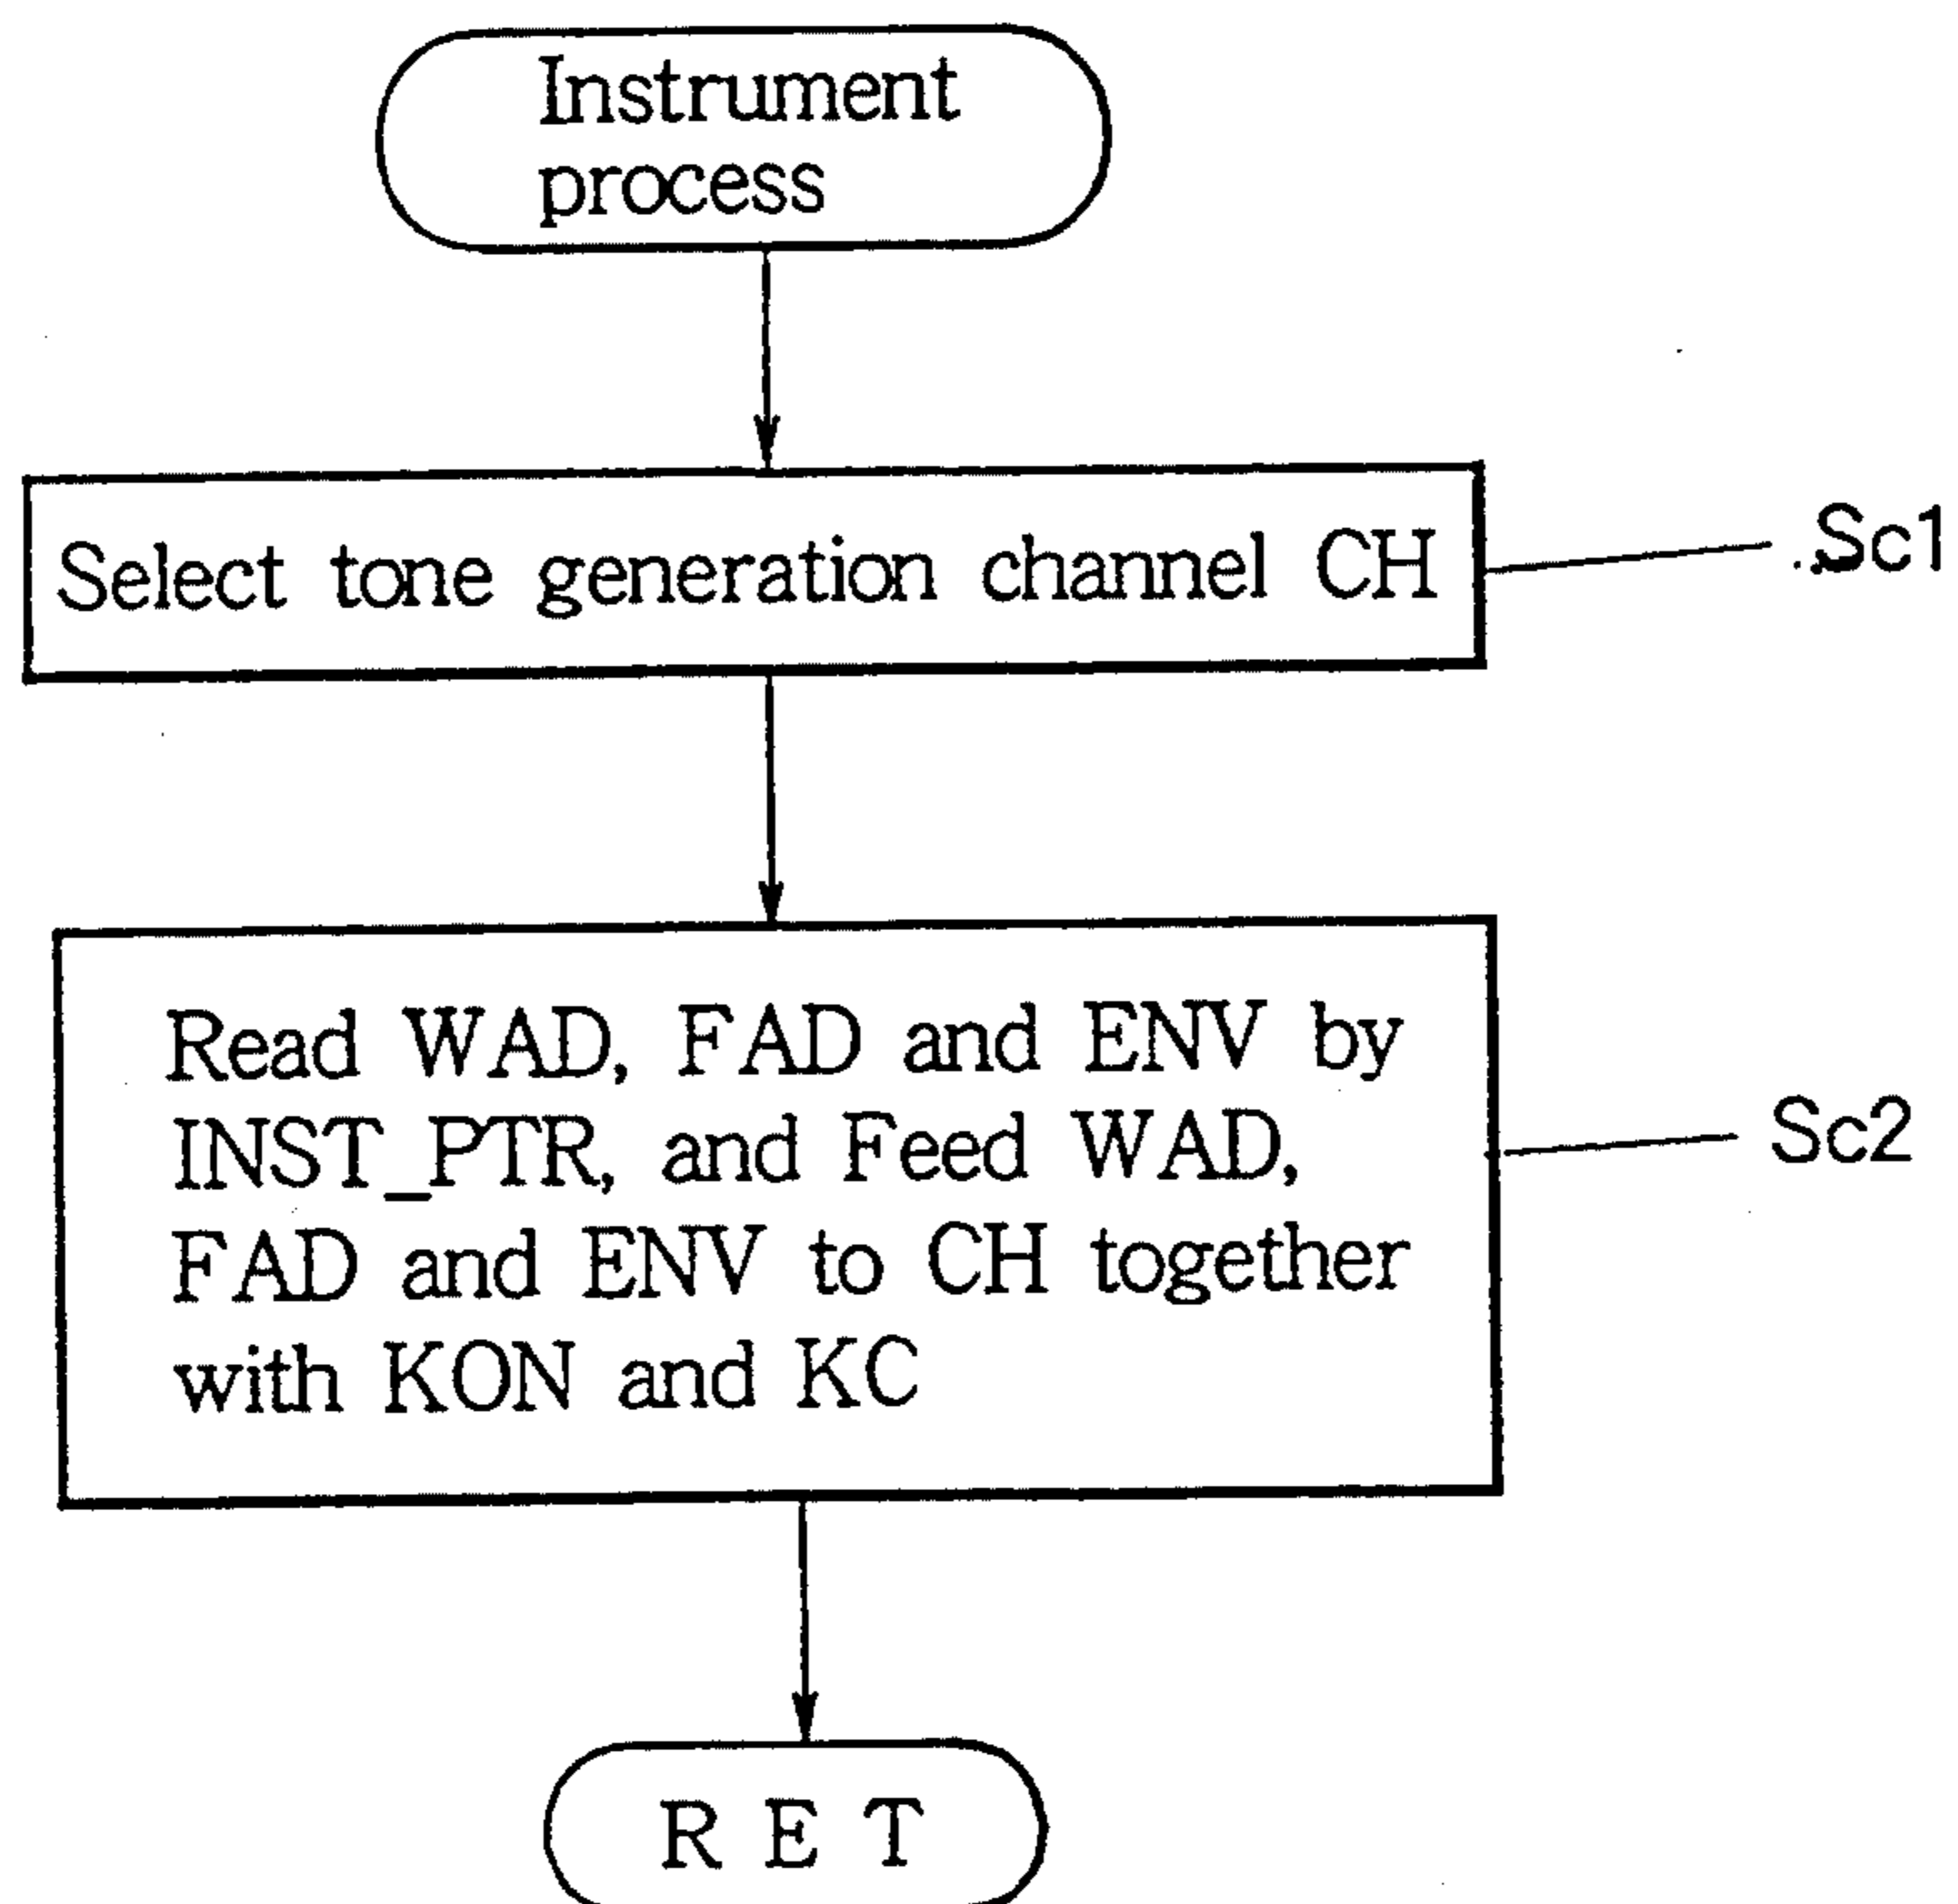 Instrument
process
Select tone generation channel CH
Sc1
Read WAD, FAD and ENV by
INST_PTR, and Feed WAD,
FAD and ENV to CH together
with KON and KC
Sc2
R E T